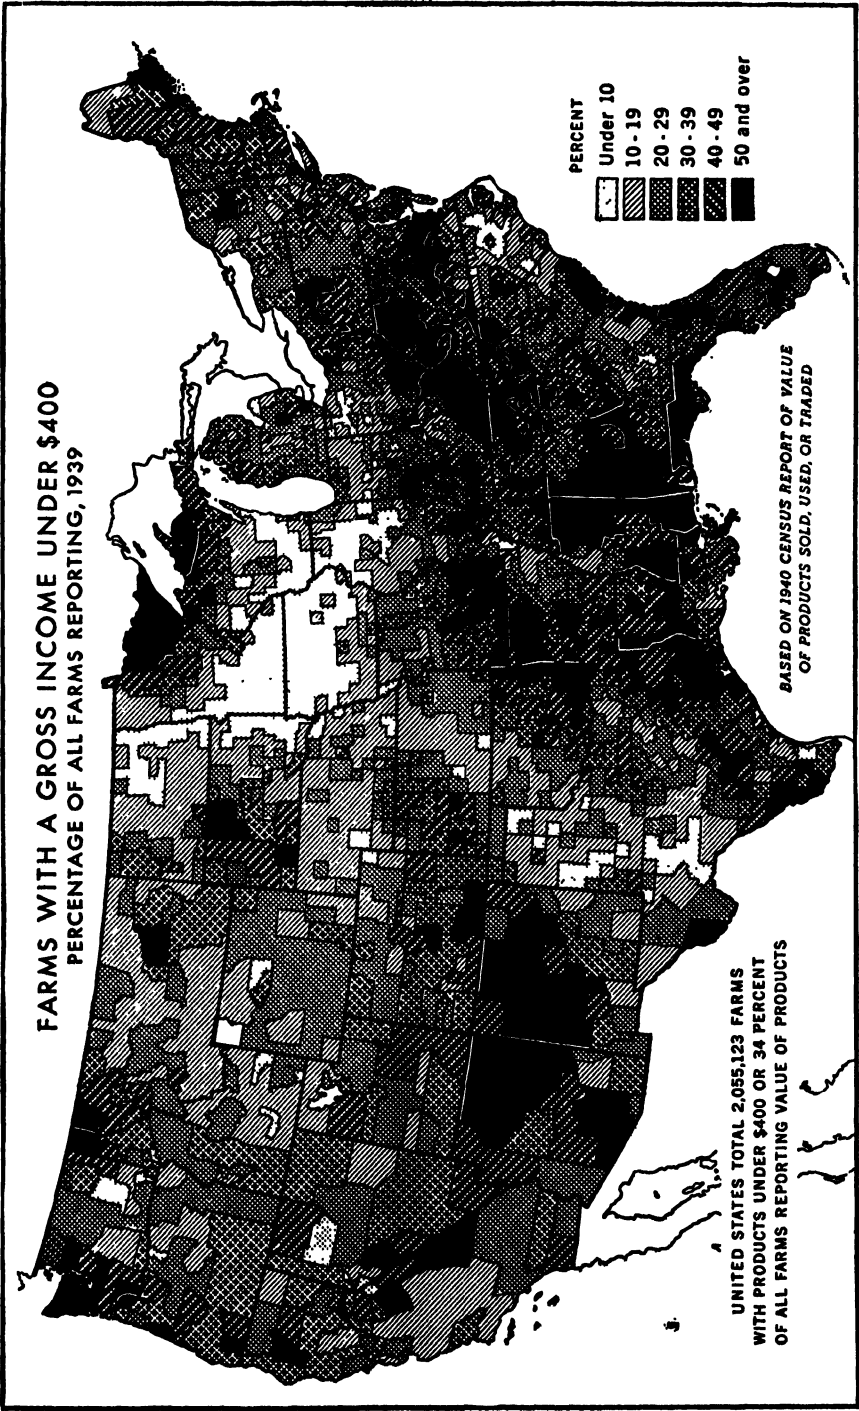 FARMS WITH A GROSS INCOME UNDER $400
PERCENTAGE OF ALL FARMS REPORTING, 1939
PERCENT
Under 10
10 - 19
20 - 29
30 - 39
40 - 49
50 and over
UNITED STATES TOTAL 2,055,123 FARMS
WITH PRODUCTS UNDER $400 OR 34 PERCENT
OF ALL FARMS REPORTING VALUE OF PRODUCTS
BASED ON 1940 CENSUS REPORT OF VALUE
OF PRODUCTS SOLD, USED, OR TRADED